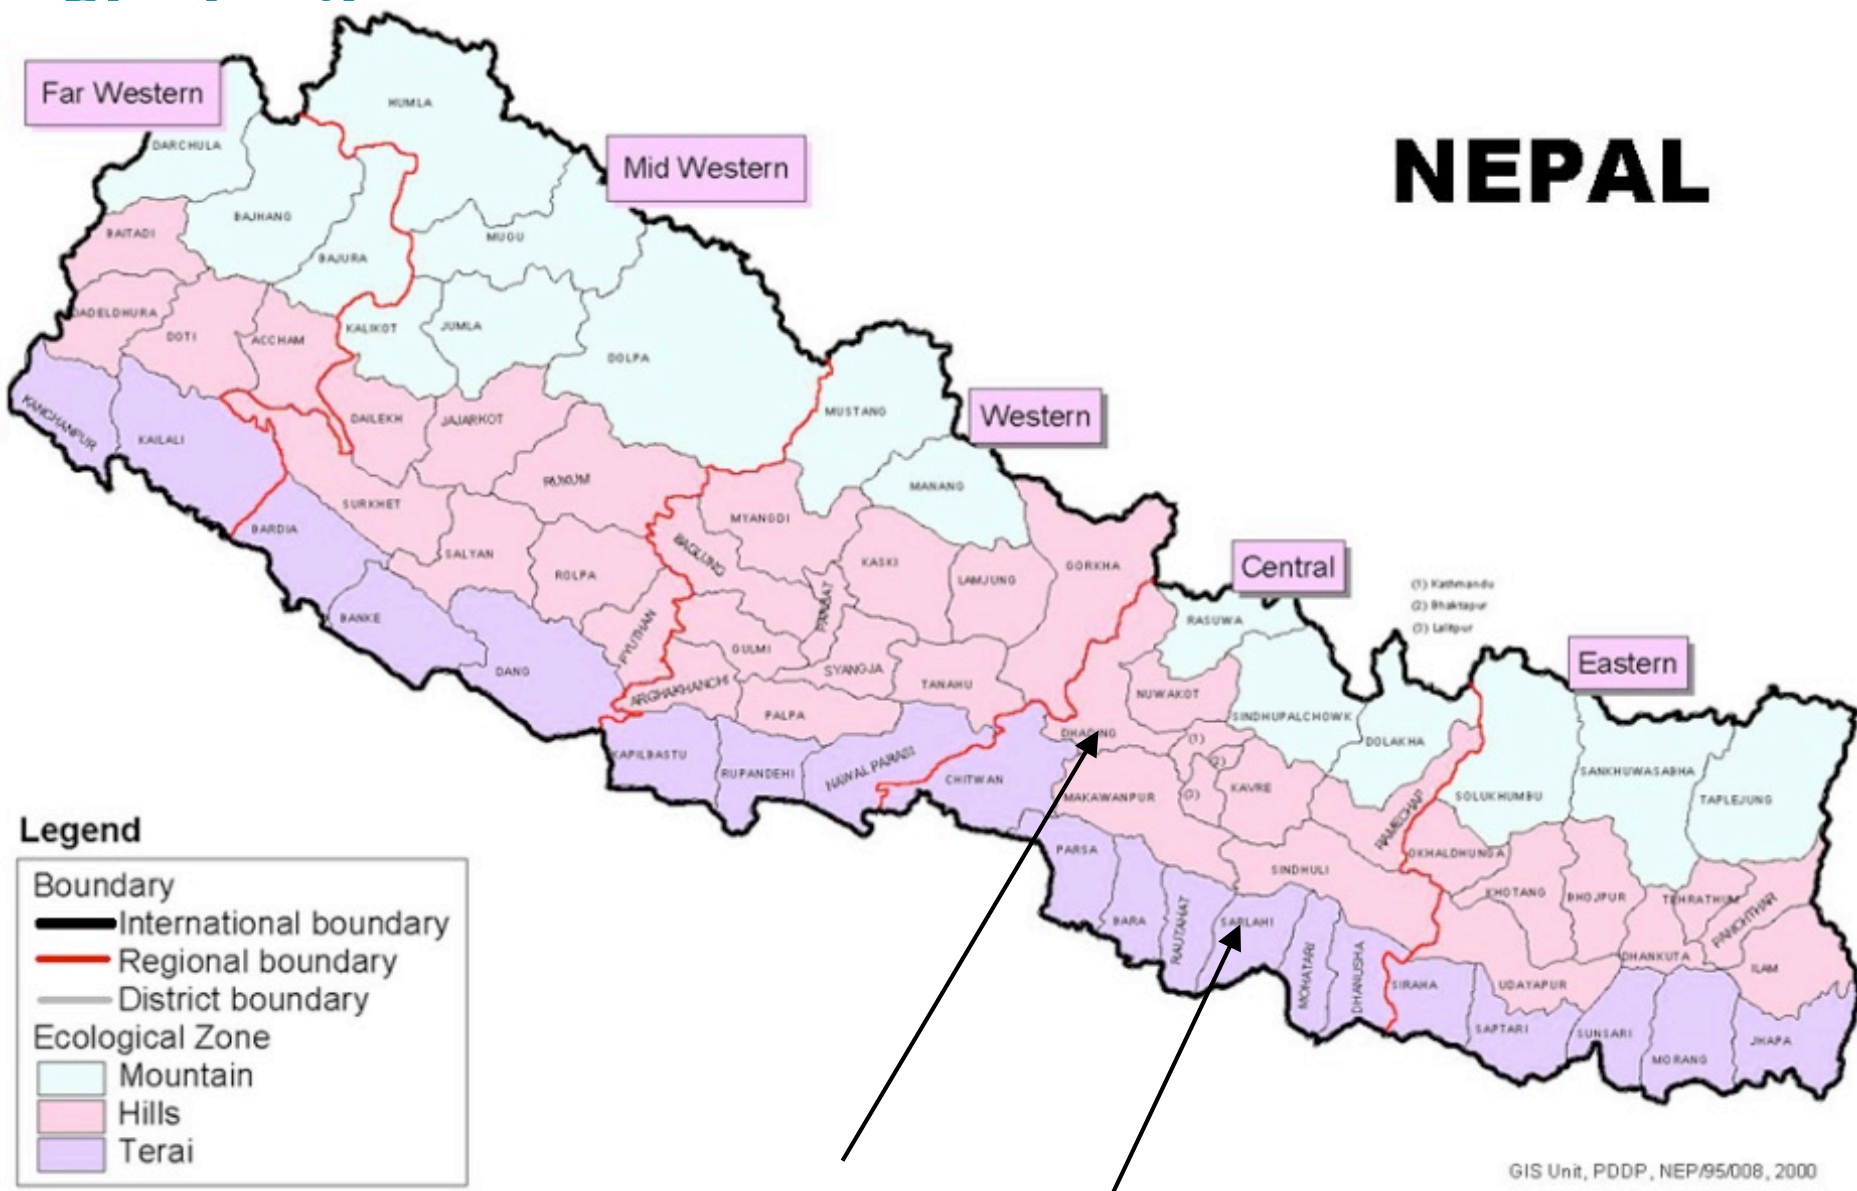 NEPAL
Far Western
Mid Western
Western
Central
Eastern
(1) Kathmandu
(2) Bhaktapur
(3) Lalitpur
HUMLA
DARCHULA
BAJHANG
BAITADI
MUGU
BAJURA
DADELDHURA
DOTI
ACCHAM
KALIKOT
JUMLA
DOLPA
KANCHANPUR
KAILALI
DAILEKH
JAJARKOT
MUSTANG
MANANG
SURKHET
BARDIA
MYANGDI
BAGLUNG
SALYAN
ROLPA
KASKI
LAMJUNG
GORKHA
PARBAT
BANKE
DANG
PYUTHAN
GULMI
SYANGJA
TANAHU
ARGHAKHANCHI
PALPA
RASUWA
NUWAKOT
SINDHUPALCHOWK
DOLAKHA
KAPILBASTU
RUPANDEHI
NAWAL PARASI
CHITWAN
DHADING
(1)
(2)
(3)
MAKAWANPUR
KAVRE
RAMECHAP
SOLUKHUMBU
SANKHUWASABHA
TAPLEJUNG
PARSA
SINDHULI
OKHALDHUNGA
KHOTANG
BHOJPUR
TEHRATHUM
PANCHTHAR
BARA
RAUTAHAT
SARLAHI
MOHATARI
DHANUSHA
SIRAHA
UDAYAPUR
DHANKUTA
ILAM
SAPTARI
SUNSARI
MORANG
JHAPA
Legend
Boundary
International boundary
Regional boundary
District boundary
Ecological Zone
Mountain
Hills
Terai
GIS Unit, PDDP, NEP/95/008, 2000